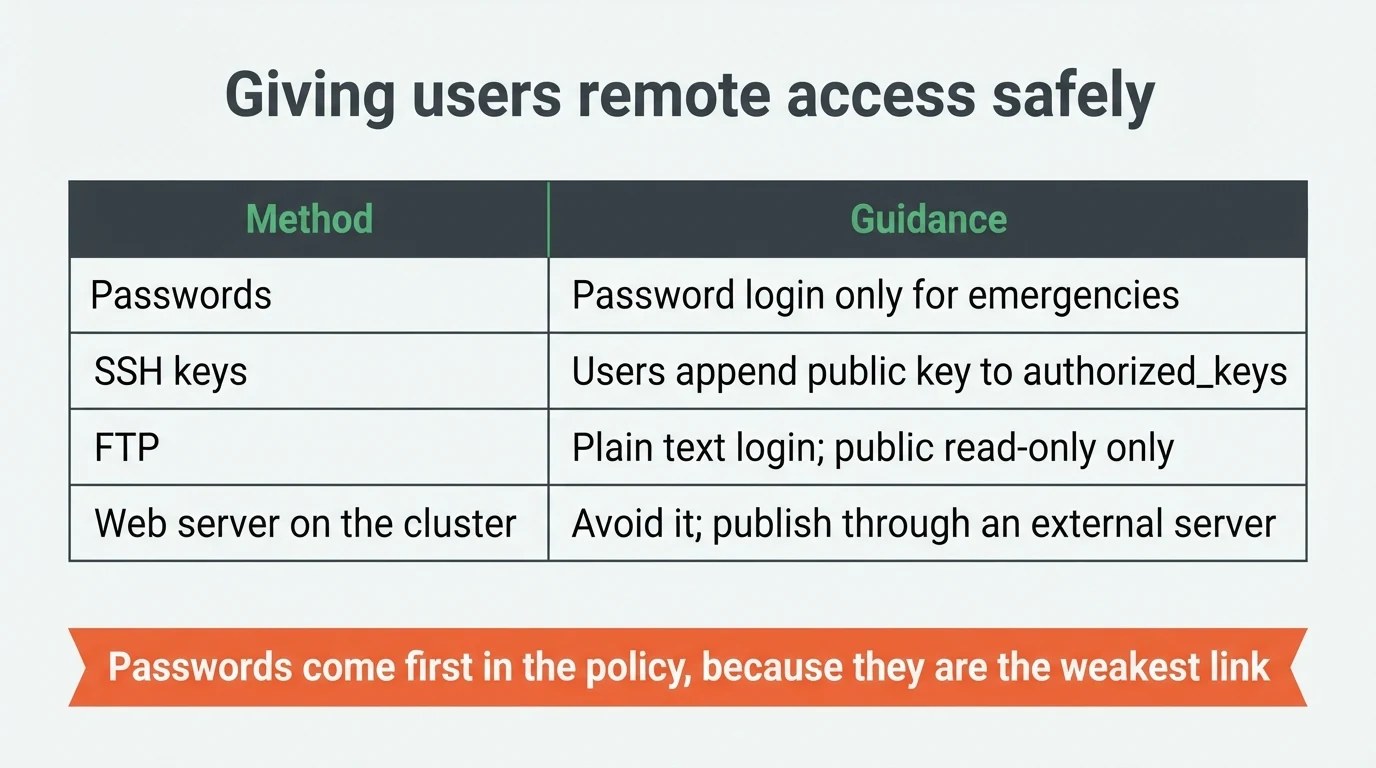 Giving users remote access safely
Method
Guidance
Passwords
Password login only for emergencies
SSH keys
Users append public key to authorized_keys
FTP
Plain text login; public read-only only
Web server on the cluster
Avoid it; publish through an external server
Passwords come first in the policy, because they are the weakest link